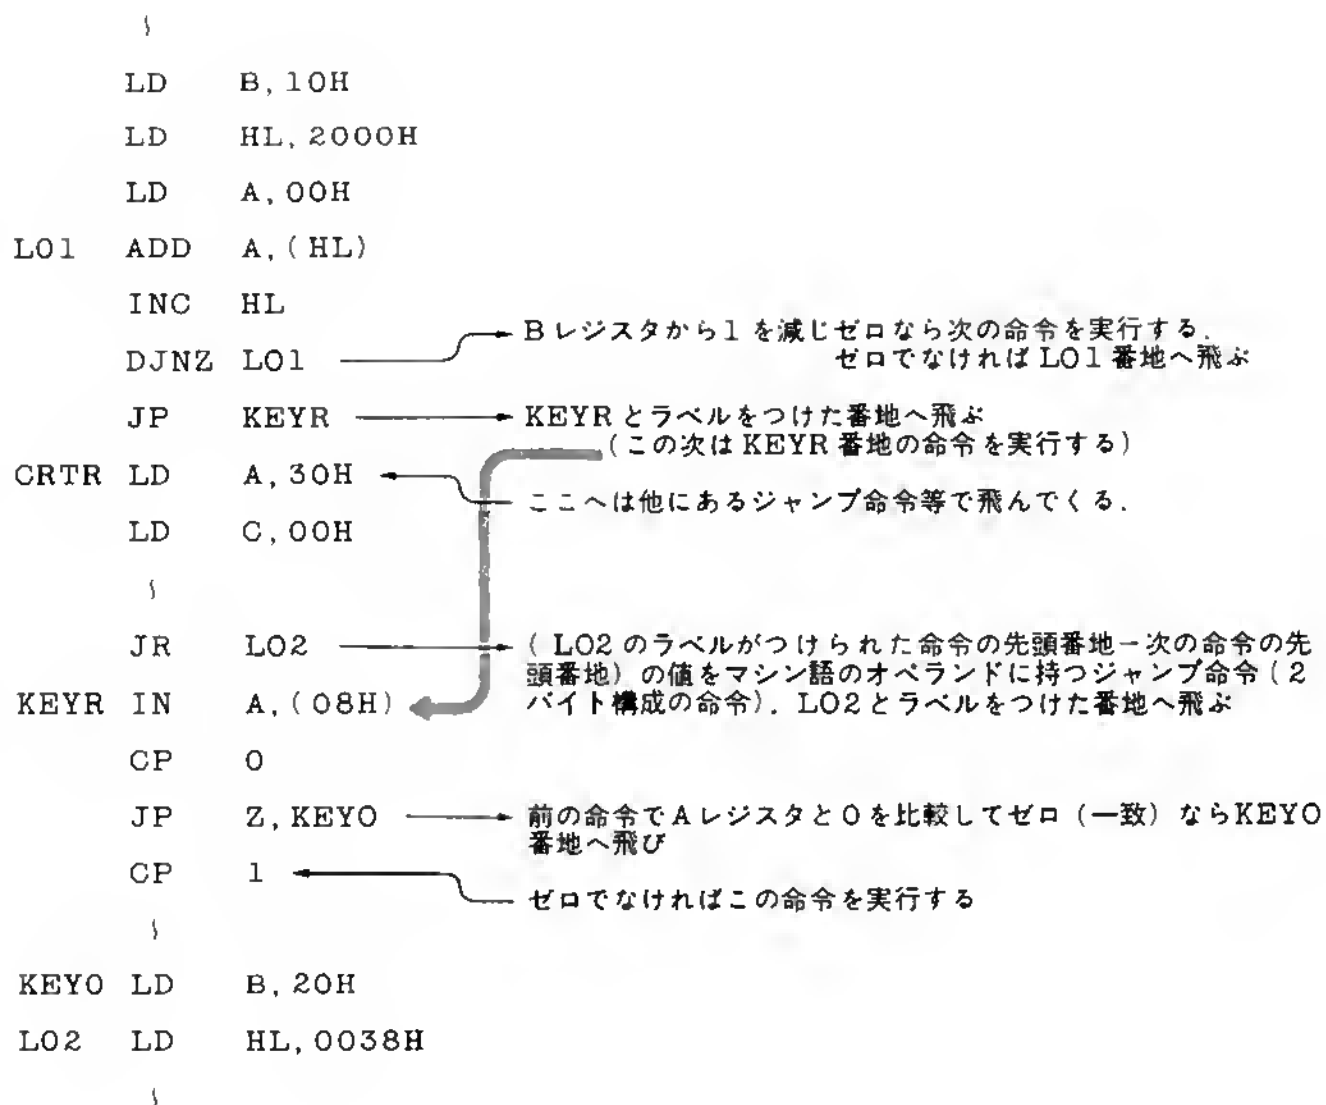 LD B,10H
LD HL,2000H
LD A,00H
LO1 ADD A,(HL)
INC HL
Bレジスタから1を減じゼロなら次の命令を実行する.
DJNZ LO1 ゼロでなければLO1番地へ飛ぶ
JP KEYR KEYRとラベルをつけた番地へ飛ぶ
(この次はKEYR番地の命令を実行する)
CRTR LD A,30H
ここへは他にあるジャンプ命令等で飛んでくる.
LD C,00H
JR LO2 (LO2のラベルがつけられた命令の先頭番地－次の命令の先
頭番地)の値をマシン語のオペランドに持つジャンプ命令(2
KEYR IN A,(08H) バイト構成の命令).LO2とラベルをつけた番地へ飛ぶ
CP 0
JP Z,KEY0 前の命令でAレジスタと0を比較してゼロ(一致)ならKEY0
番地へ飛び
CP 1
ゼロでなければこの命令を実行する
KEY0 LD B,20H
LO2 LD HL,0038H